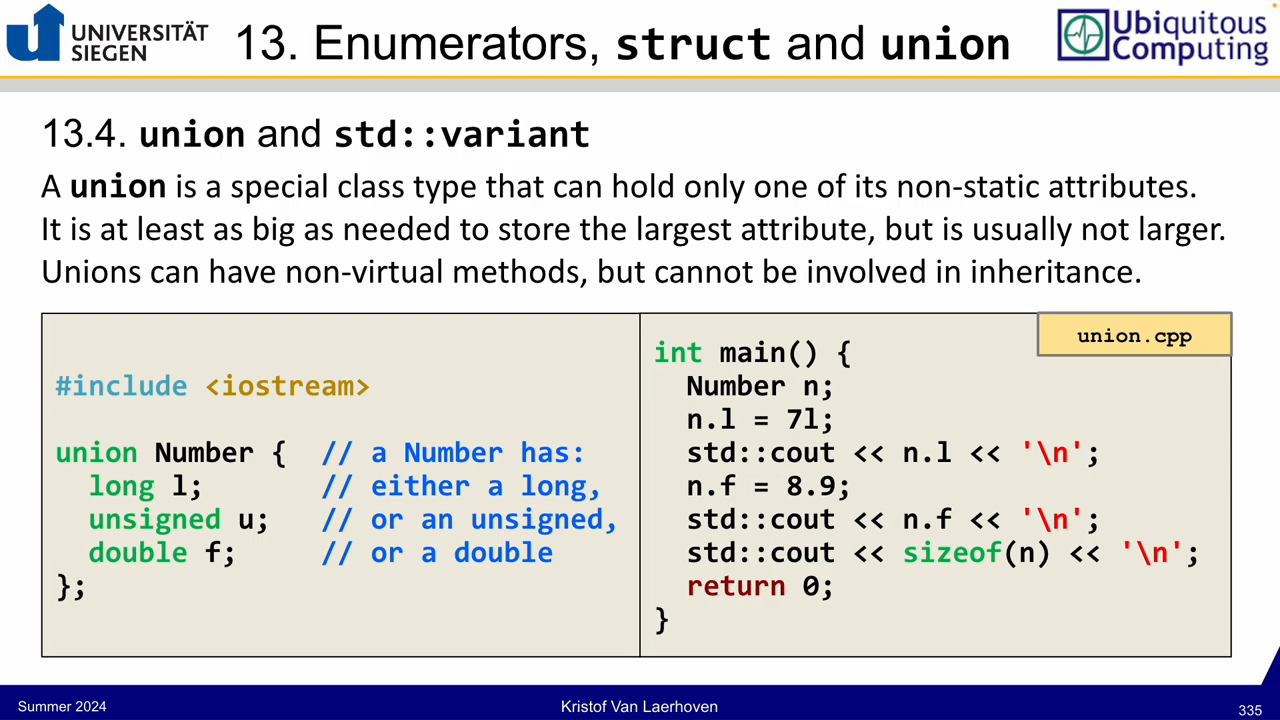 UNIVERSITÄT
SIEGEN
13. Enumerators, struct and union
Ubiquitous
Computing
13.4. union and std::variant
A union is a special class type that can hold only one of its non-static attributes.
It is at least as big as needed to store the largest attribute, but is usually not larger.
Unions can have non-virtual methods, but cannot be involved in inheritance.
#include <iostream>
union Number {  // a Number has:
  long l;       // either a long,
  unsigned u;   // or an unsigned,
  double f;     // or a double
};
union.cpp
int main() {
  Number n;
  n.l = 7l;
  std::cout << n.l << '\n';
  n.f = 8.9;
  std::cout << n.f << '\n';
  std::cout << sizeof(n) << '\n';
  return 0;
}
Summer 2024
Kristof Van Laerhoven
335